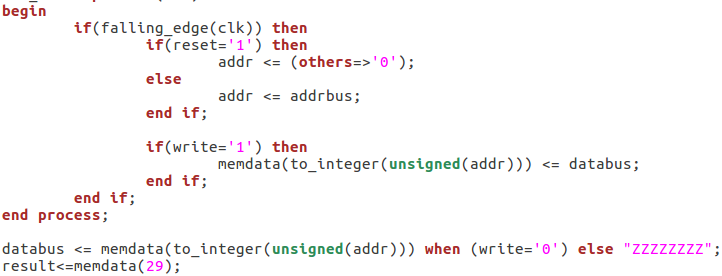 begin
if(falling_edge(clk)) then
if(reset='1') then
addr <= (others=>'0');
else
addr <= addrbus;
end if;
if(write='1') then
memdata(to_integer(unsigned(addr))) <= databus;
end if;
end if;
end process;
databus <= memdata(to_integer(unsigned(addr))) when (write='0') else "ZZZZZZZZ";
result<=memdata(29);